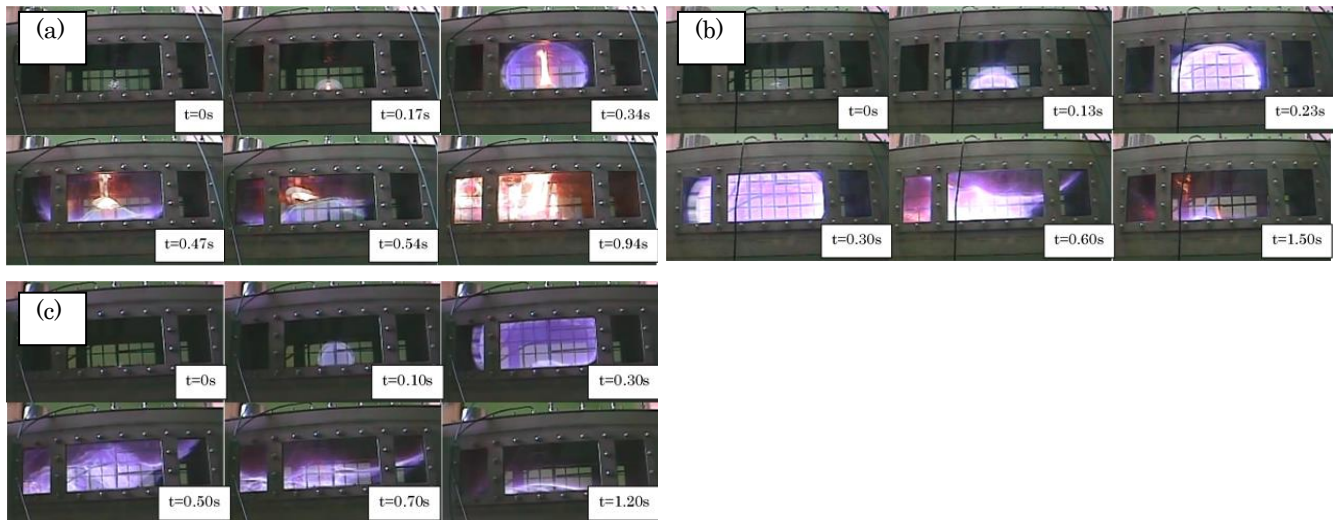 (a)
t=0s
t=0.17s
t=0.34s
t=0.47s
t=0.54s
t=0.94s
(b)
t=0s
t=0.13s
t=0.23s
t=0.30s
t=0.60s
t=1.50s
(c)
t=0s
t=0.10s
t=0.30s
t=0.50s
t=0.70s
t=1.20s